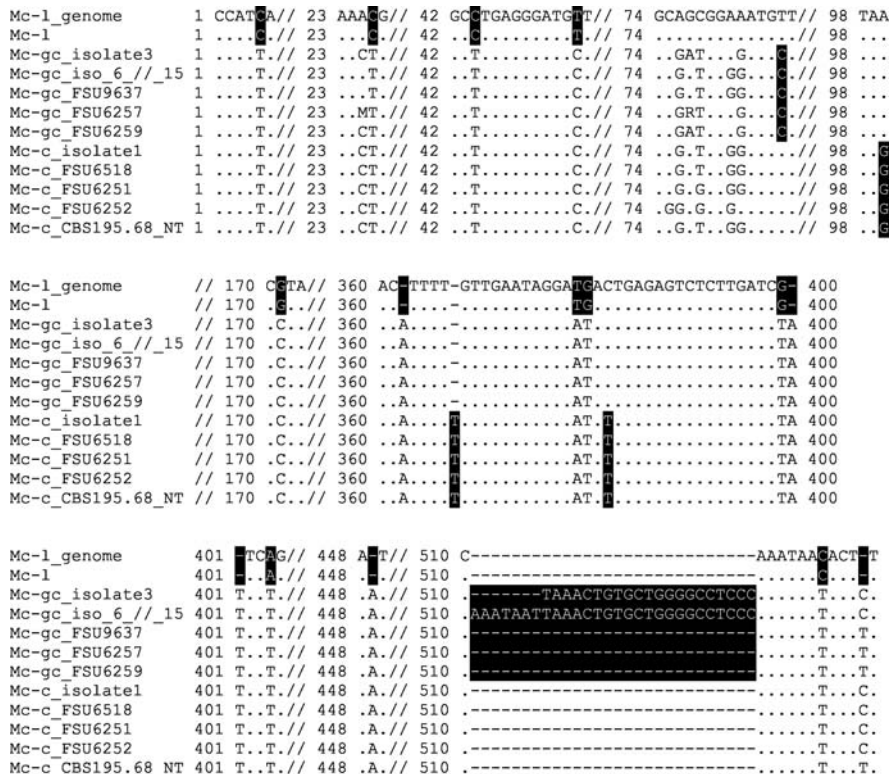 Mc-l_genome 1 CCATCA// 23 AAACG// 42 GCCTGAGGGATGTT// 74 GCAGCGGAAATGTT// 98 TAA
Mc-l 1 ....C.// 23 ...C.// 42 ..C.........T.// 74 ..............// 98 ...
Mc-gc_isolate3 1 ....T.// 23 ..CT.// 42 ..T.........C.// 74 ..GAT...G...C.// 98 ...
Mc-gc_iso_6_//_15 1 ....T.// 23 ...T.// 42 ..T.........C.// 74 ..G.T..GG...C.// 98 ...
Mc-gc_FSU9637 1 ....T.// 23 ...T.// 42 ..T.........C.// 74 ..G.T..GG...C.// 98 ...
Mc-gc_FSU6257 1 ....T.// 23 ..MT.// 42 ..T.........C.// 74 ..GRT...G...C.// 98 ...
Mc-gc_FSU6259 1 ....T.// 23 ..CT.// 42 ..T.........C.// 74 ..GAT...G...C.// 98 ...
Mc-c_isolate1 1 ....T.// 23 ..CT.// 42 ..T.........C.// 74 ..G.T..GG.....// 98 ..G
Mc-c_FSU6518 1 ....T.// 23 ..CT.// 42 ..T.........C.// 74 ..G.T..GG.....// 98 ..G
Mc-c_FSU6251 1 ....T.// 23 ..CT.// 42 ..T.........C.// 74 ..G.T..GG.....// 98 ..G
Mc-c_FSU6252 1 ....T.// 23 ..CT.// 42 ..T.........C.// 74 .GG.G.G.......// 98 ..G
Mc-c_CBS195.68_NT 1 ....T.// 23 ..CT.// 42 ..T.........C.// 74 ..G.T..GG.....// 98 ..G
Mc-l_genome // 170 CGTA// 360 AC-TTTT-GTTGAATAGGATGACTGAGAGTCTCTTGATCG- 400
Mc-l // 170 .G..// 360 ..-....-...........TG..................G- 400
Mc-gc_isolate3 // 170 .C..// 360 ..A....-...........AT..................TA 400
Mc-gc_iso_6_//_15 // 170 .C..// 360 ..A....-...........AT..................TA 400
Mc-gc_FSU9637 // 170 .C..// 360 ..A....-...........AT..................TA 400
Mc-gc_FSU6257 // 170 .C..// 360 ..A....-...........AT..................TA 400
Mc-gc_FSU6259 // 170 .C..// 360 ..A....-...........AT..................TA 400
Mc-c_isolate1 // 170 .C..// 360 ..A....T...........AT.T................TA 400
Mc-c_FSU6518 // 170 .C..// 360 ..A....T...........AT.T................TA 400
Mc-c_FSU6251 // 170 .C..// 360 ..A....T...........AT.T................TA 400
Mc-c_FSU6252 // 170 .C..// 360 ..A....T...........AT.T................TA 400
Mc-c_CBS195.68_NT // 170 .C..// 360 ..A....T...........AT.T................TA 400
Mc-l_genome 401 -TCAG// 448 A-T// 510 C----------------------------AAATAACACT-T
Mc-l 401 -..A.// 448 .-.// 510 .----------------------------......C...-.
Mc-gc_isolate3 401 T..T.// 448 .A.// 510 .-------TAAACTGTGCTGGGGCCTCCC......T...C.
Mc-gc_iso_6_//_15 401 T..T.// 448 .A.// 510 .AAATAATTAAACTGTGCTGGGGCCTCCC......T...C.
Mc-gc_FSU9637 401 T..T.// 448 .A.// 510 .----------------------------......T...T.
Mc-gc_FSU6257 401 T..T.// 448 .A.// 510 .----------------------------......T...T.
Mc-gc_FSU6259 401 T..T.// 448 .A.// 510 .----------------------------......T...T.
Mc-c_isolate1 401 T..T.// 448 .A.// 510 .----------------------------......T...C.
Mc-c_FSU6518 401 T..T.// 448 .A.// 510 .----------------------------......T...C.
Mc-c_FSU6251 401 T..T.// 448 .A.// 510 .----------------------------......T...C.
Mc-c_FSU6252 401 T..T.// 448 .A.// 510 .----------------------------......T...C.
Mc-c_CBS195.68_NT 401 T..T.// 448 .A.// 510 .----------------------------......T...C.